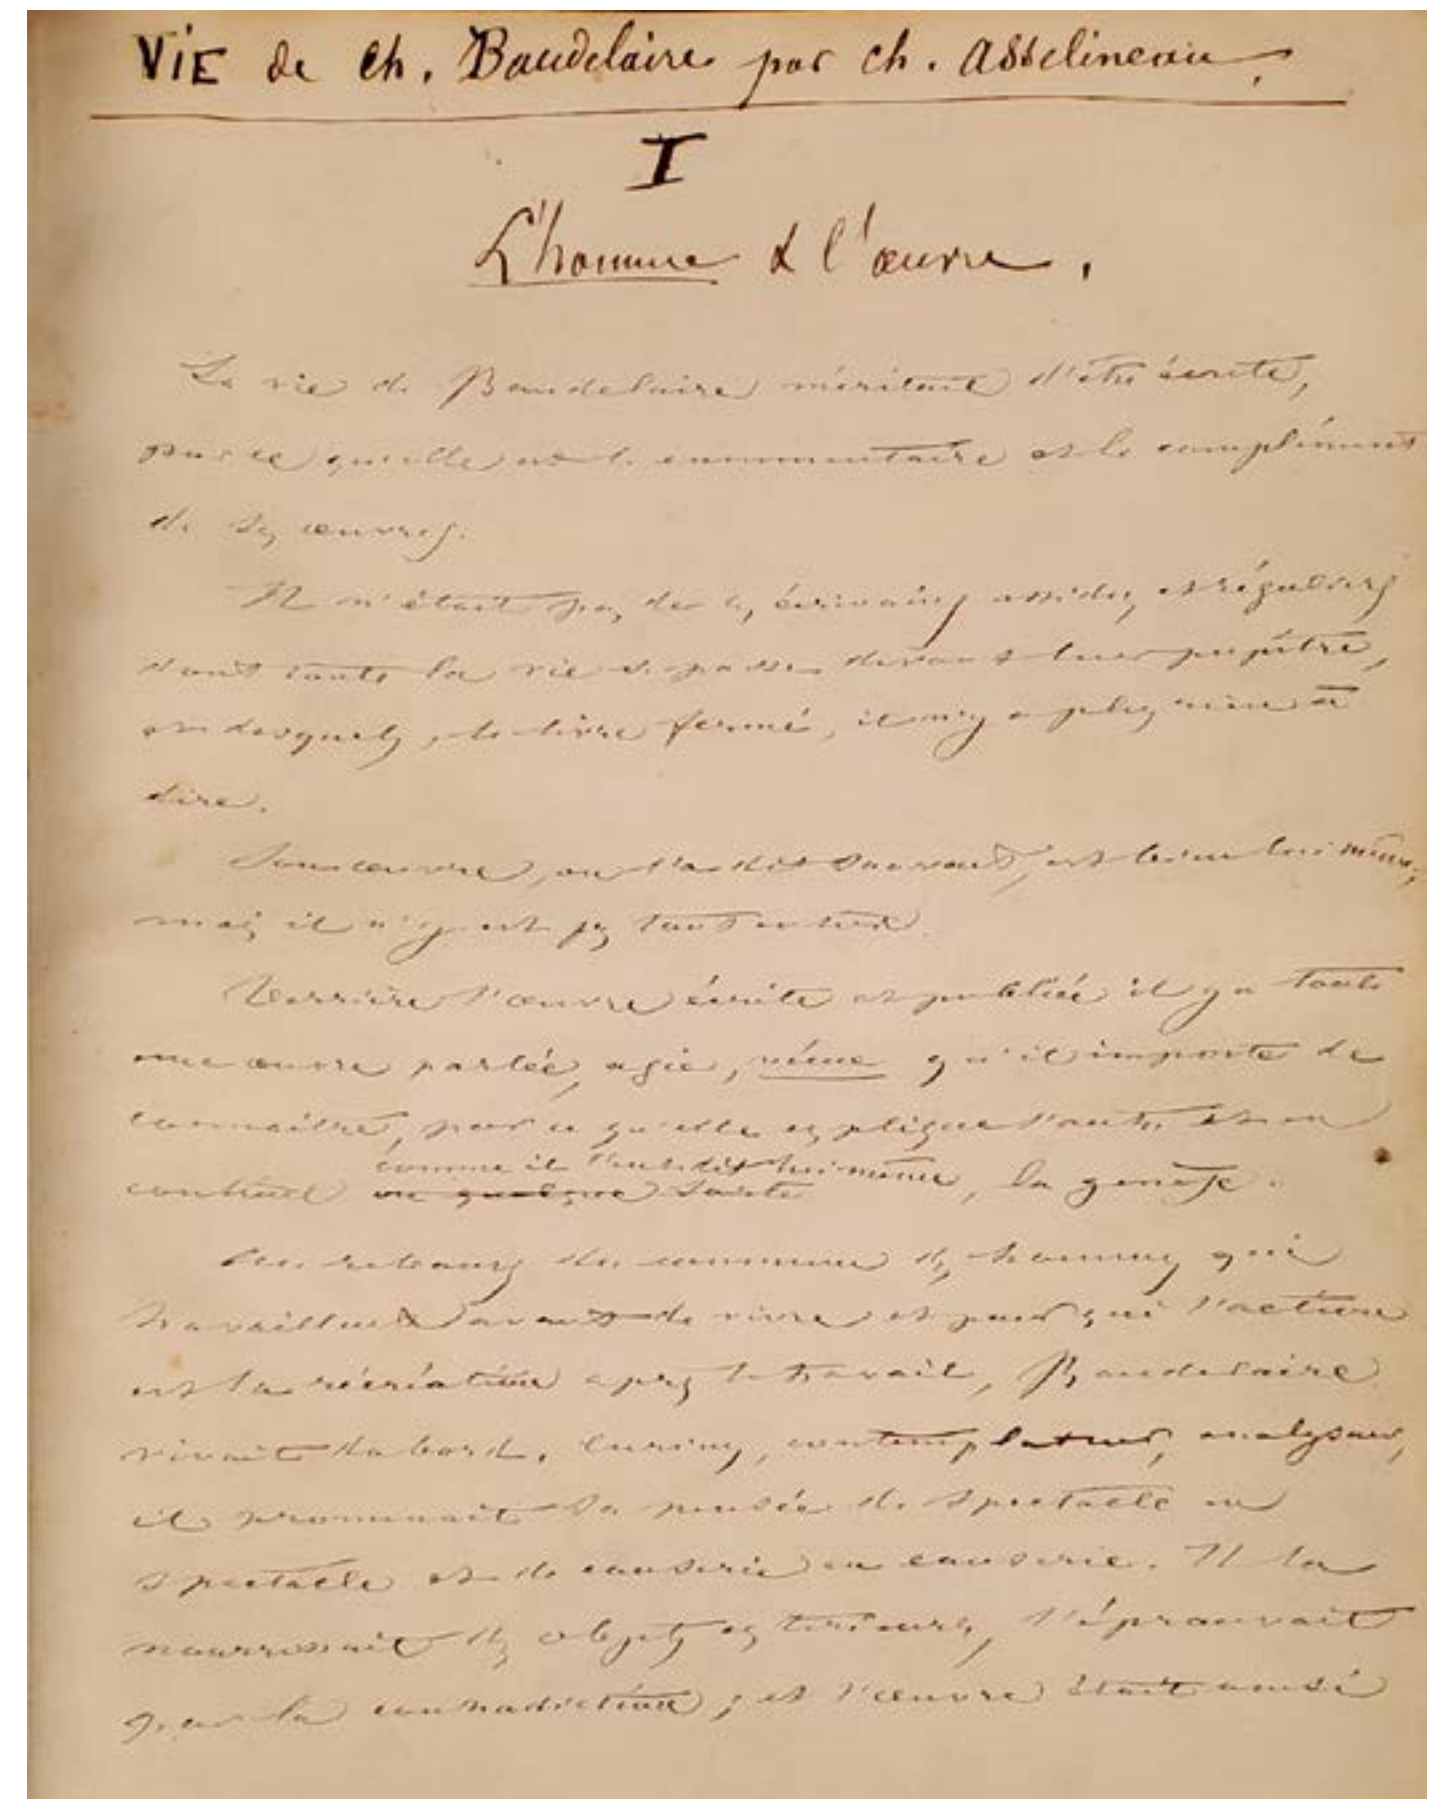 VIE de Ch. Baudelaire par Ch. Asselineau.
I
L'homme & l'œuvre.
La vie de Baudelaire méritait d'être écrite,
parce qu'elle est le commentaire et le complément
de ses œuvres.
Il n'était pas de ces écrivains assidus et réguliers
dont toute la vie se passe devant leur pupitre,
et desquels, le livre fermé, il n'y a plus rien à
dire.
Son œuvre, on l'a dit souvent, est bien lui même,
mais il n'y est pas tout entier.
Derrière l'œuvre écrite et publiée il y a toute
une œuvre parlée, agie, vécue qu'il importe de
connaître, parce qu'elle explique l'autre et en
comme il l'eut dit lui même
contient en quelque sorte, la genèse.
Au rebours du commun des hommes qui
travaillent avant de vivre et pour qui l'action
est la récréation après le travail, Baudelaire
vivait d'abord. Curieux, contemplateur, analyseur,
il promenait sa pensée de spectacle en
spectacle et de causerie en causerie. Il la
nourrissait des objets extérieurs, l'éprouvait
par la contradiction ; et l'œuvre était ainsi